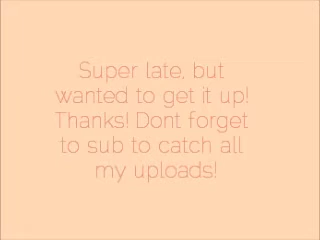 Super late, but
wanted to get it up!
Thanks! Dont forget
to sub to catch all
my uploads!